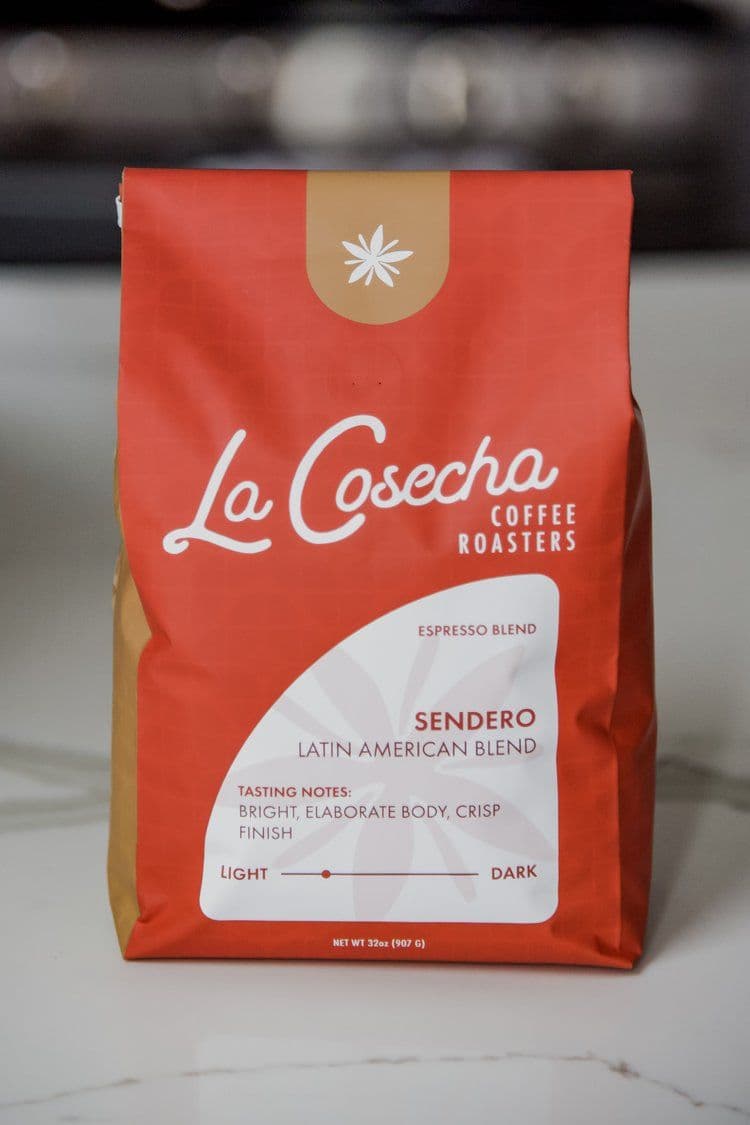 La Cosecha
COFFEE
ROASTERS
ESPRESSO BLEND
SENDERO
LATIN AMERICAN BLEND
TASTING NOTES:
BRIGHT, ELABORATE BODY, CRISP
FINISH
LIGHT DARK
NET WT 32oz (907 G)